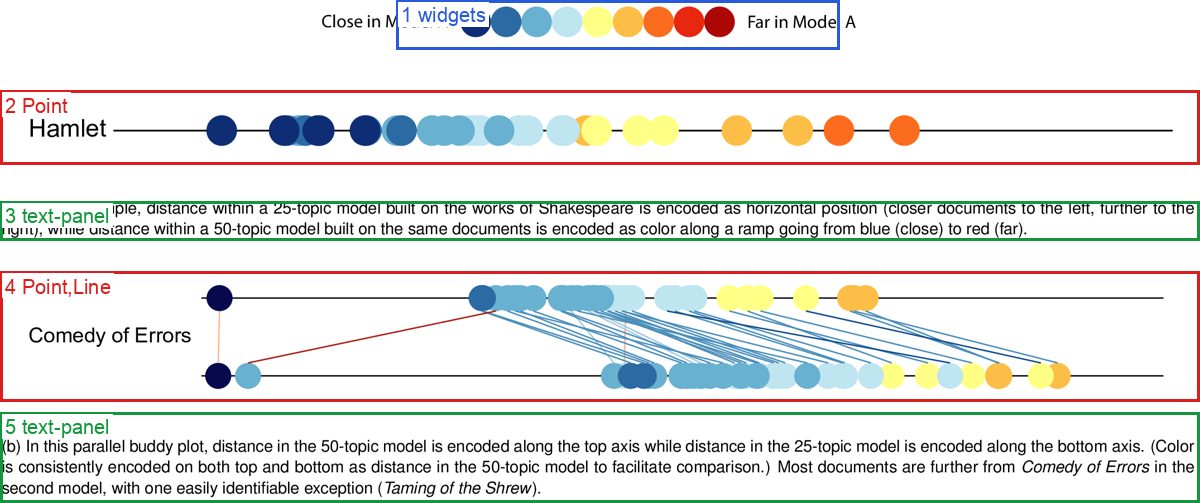 Close in M 1 widgets Far in Model A
2 Point
Hamlet
3 text-panel
ple, distance within a 25-topic model built on the works of Shakespeare is encoded as horizontal position (closer documents to the left, further to the
right), while distance within a 50-topic model built on the same documents is encoded as color along a ramp going from blue (close) to red (far).
4 Point,Line
Comedy of Errors
5 text-panel
(b) In this parallel buddy plot, distance in the 50-topic model is encoded along the top axis while distance in the 25-topic model is encoded along the bottom axis. (Color
is consistently encoded on both top and bottom as distance in the 50-topic model to facilitate comparison.) Most documents are further from Comedy of Errors in the
second model, with one easily identifiable exception (Taming of the Shrew).